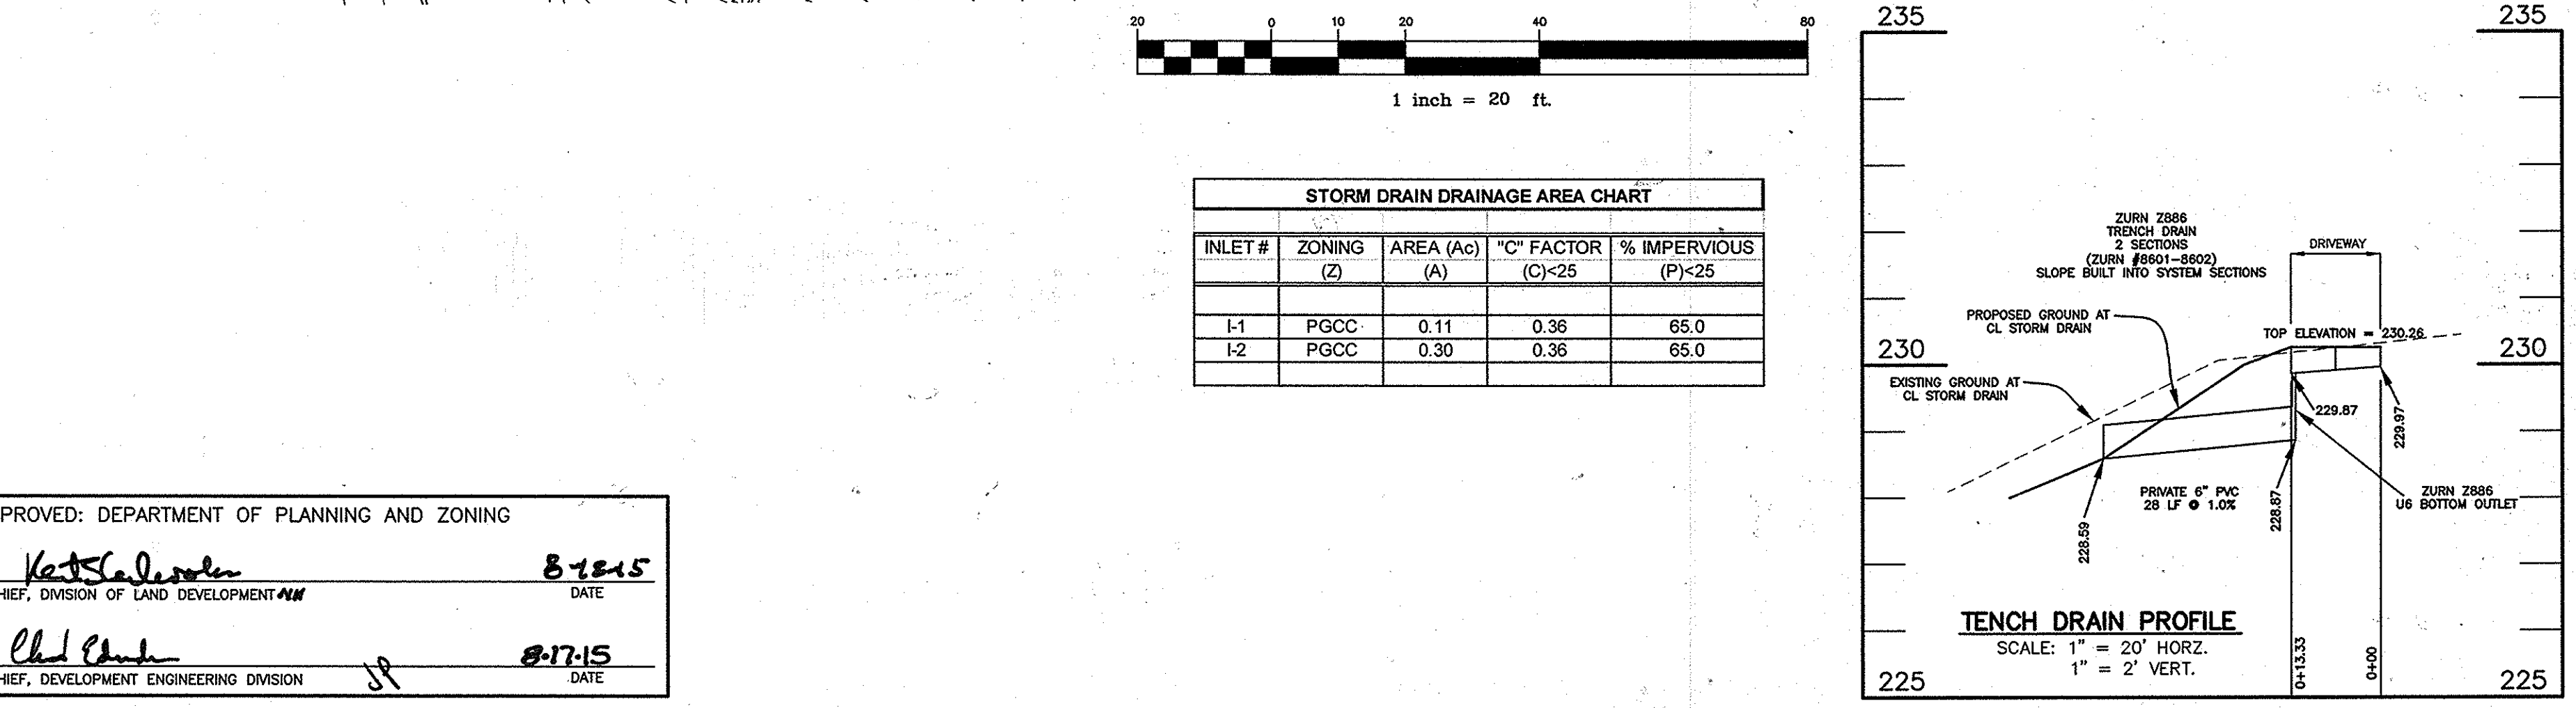 20 0 10 20 40 80
1 inch = 20 ft.
STORM DRAIN DRAINAGE AREA CHART
INLET # ZONING AREA (Ac) "C" FACTOR % IMPERVIOUS
(Z) (A) (C)<25 (P)<25
I-1 PGCC 0.11 0.36 65.0
I-2 PGCC 0.30 0.36 65.0
PROVED: DEPARTMENT OF PLANNING AND ZONING
HIEF, DIVISION OF LAND DEVELOPMENT
DATE
8-17-15
HIEF, DEVELOPMENT ENGINEERING DIVISION
DATE
235 235
ZURN Z886
TRENCH DRAIN
2 SECTIONS
(ZURN #8601-8602)
SLOPE BUILT INTO SYSTEM SECTIONS
DRIVEWAY
PROPOSED GROUND AT
CL STORM DRAIN
TOP ELEVATION = 230.26
230 230
EXISTING GROUND AT
CL STORM DRAIN
229.87
229.97
PRIVATE 6" PVC
28 LF @ 1.0%
ZURN Z886
U6 BOTTOM OUTLET
228.59
228.87
TENCH DRAIN PROFILE
SCALE: 1" = 20' HORZ.
1" = 2' VERT.
0+13.33
0+00
225 225